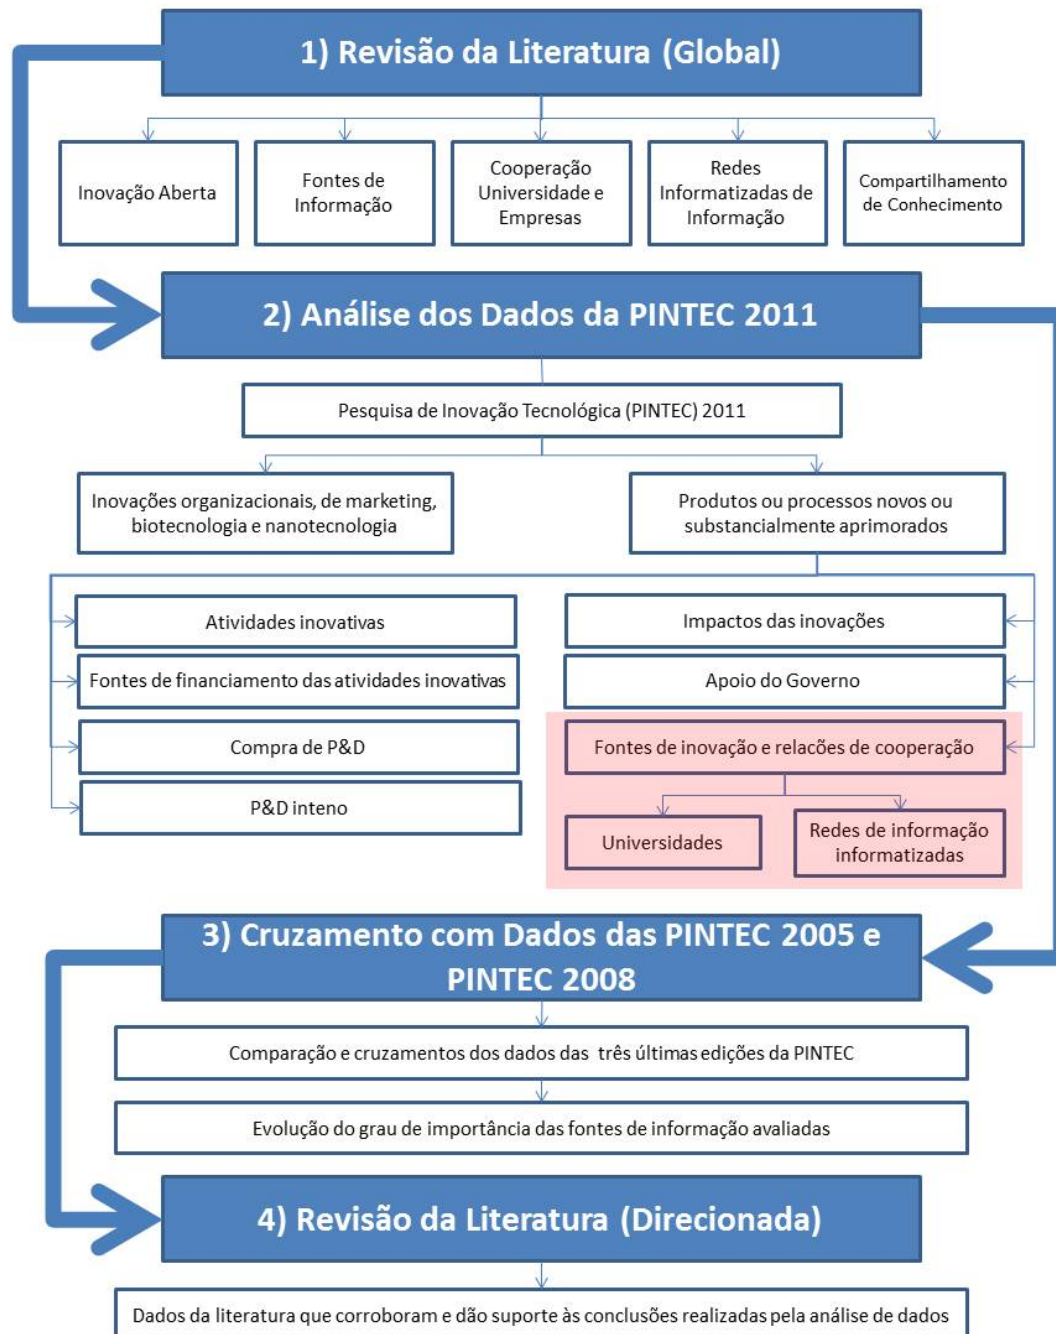 1) Revisão da Literatura (Global)
Inovação Aberta
Fontes de
Informação
Cooperação
Universidade e
Empresas
Redes
Informatizadas de
Informação
Compartilhamento
de Conhecimento
2) Análise dos Dados da PINTEC 2011
Pesquisa de Inovação Tecnológica (PINTEC) 2011
Inovações organizacionais, de marketing,
biotecnologia e nanotecnologia
Produtos ou processos novos ou
substancialmente aprimorados
Atividades inovativas
Fontes de financiamento das atividades inovativas
Compra de P&D
P&D inteno
Impactos das inovações
Apoio do Governo
Fontes de inovação e relacões de cooperação
Universidades
Redes de informação
informatizadas
3) Cruzamento com Dados das PINTEC 2005 e
PINTEC 2008
Comparação e cruzamentos dos dados das três últimas edições da PINTEC
Evolução do grau de importância das fontes de informação avaliadas
4) Revisão da Literatura (Direcionada)
Dados da literatura que corroboram e dão suporte às conclusões realizadas pela análise de dados